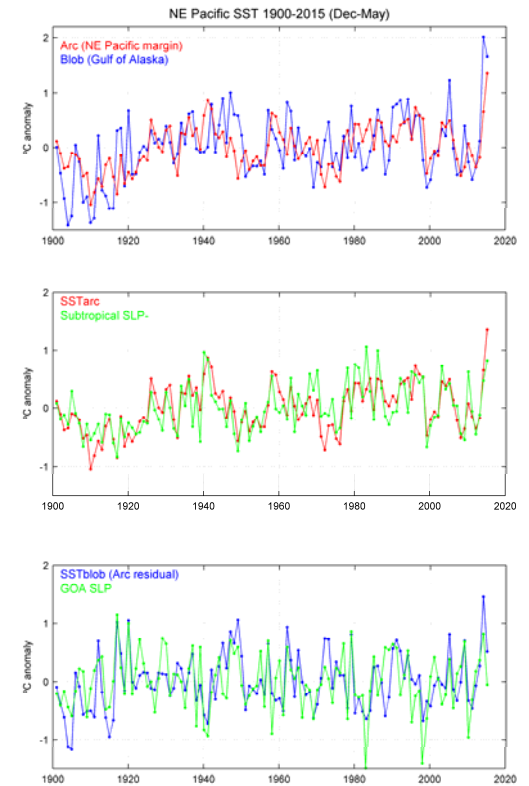 NE Pacific SST 1900-2015 (Dec-May)
2
Arc (NE Pacific margin)
Blob (Gulf of Alaska)
1
ºC anomaly
0
-1
1900 1920 1940 1960 1980 2000 2020
2
SSTarc
Subtropical SLP-
1
ºC anomaly
0
-1
1900 1920 1940 1960 1980 2000 2020
2
SSTblob (Arc residual)
GOA SLP
1
ºC anomaly
0
-1
1900 1920 1940 1960 1980 2000 2020